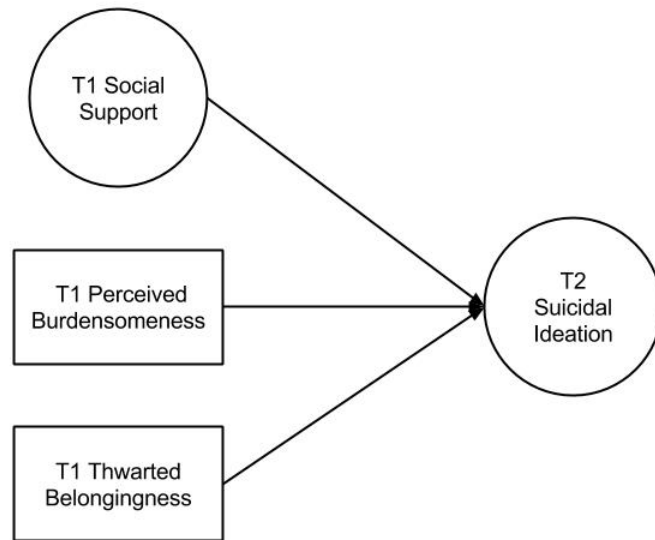 T1 Social
Support
T1 Perceived
Burdensomeness
T2
Suicidal
Ideation
T1 Thwarted
Belongingness